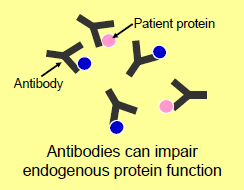 Patient protein
Antibody
Antibodies can impair
endogenous protein function